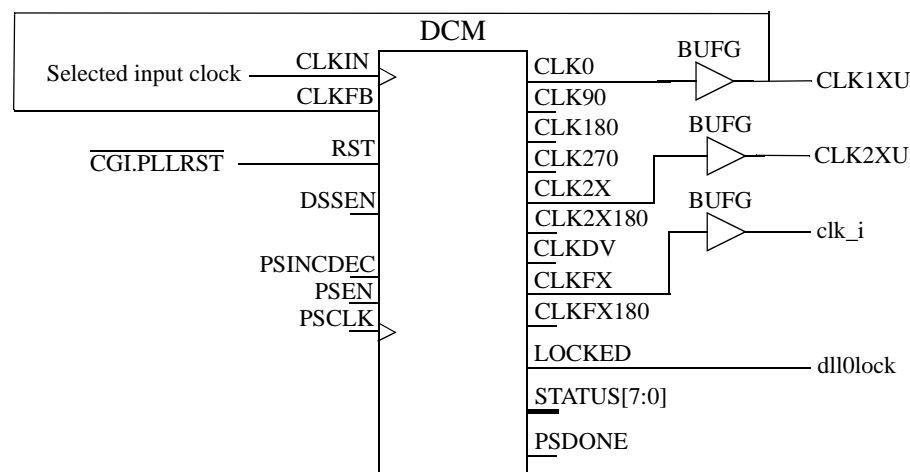 DCM
BUFG
CLKIN
CLK0
Selected input clock
CLK1XU
CLKFB
CLK90
CLK180
BUFG
RST
CGI.PLLRST
CLK270
CLK2XU
CLK2X
DSSEN
BUFG
CLK2X180
clk_i
CLKDV
PSINCDEC
CLKFX
PSEN
PSCLK
CLKFX180
LOCKED
dll0lock
STATUS[7:0]
PSDONE